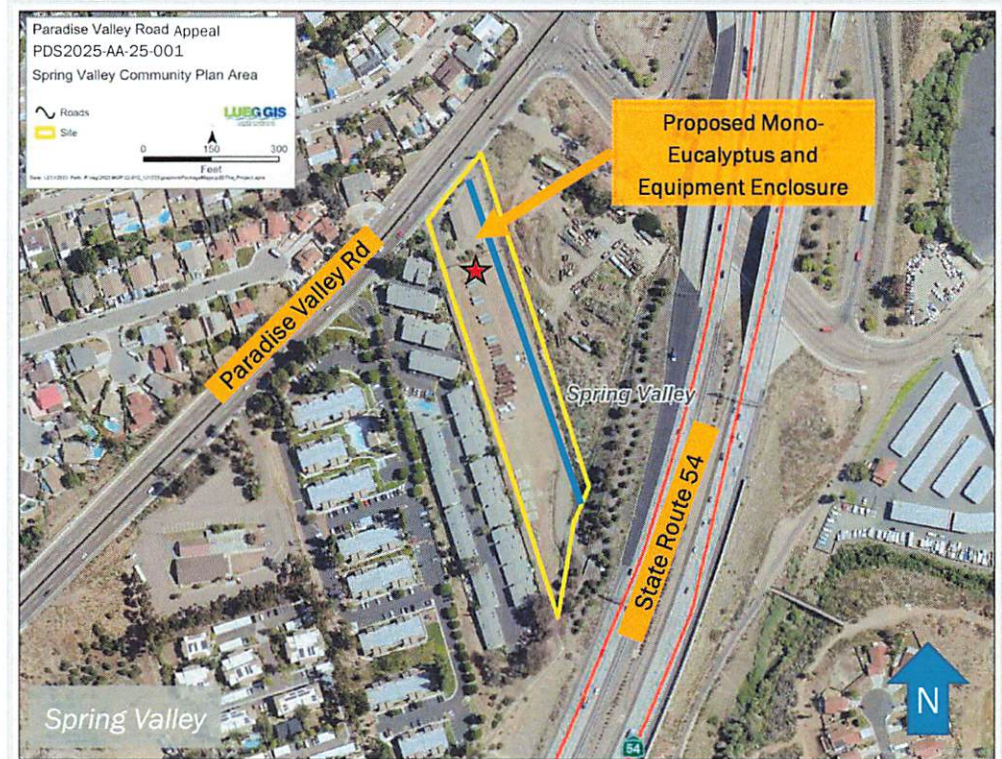 Paradise Valley Road Appeal
PDS2025-AA-25-001
Spring Valley Community Plan Area
Roads
Site
LUEG GIS
0 150 300
Feet
Proposed Mono-
Eucalyptus and
Equipment Enclosure
Paradise Valley Rd
Spring Valley
State Route 54
54
Spring Valley
N